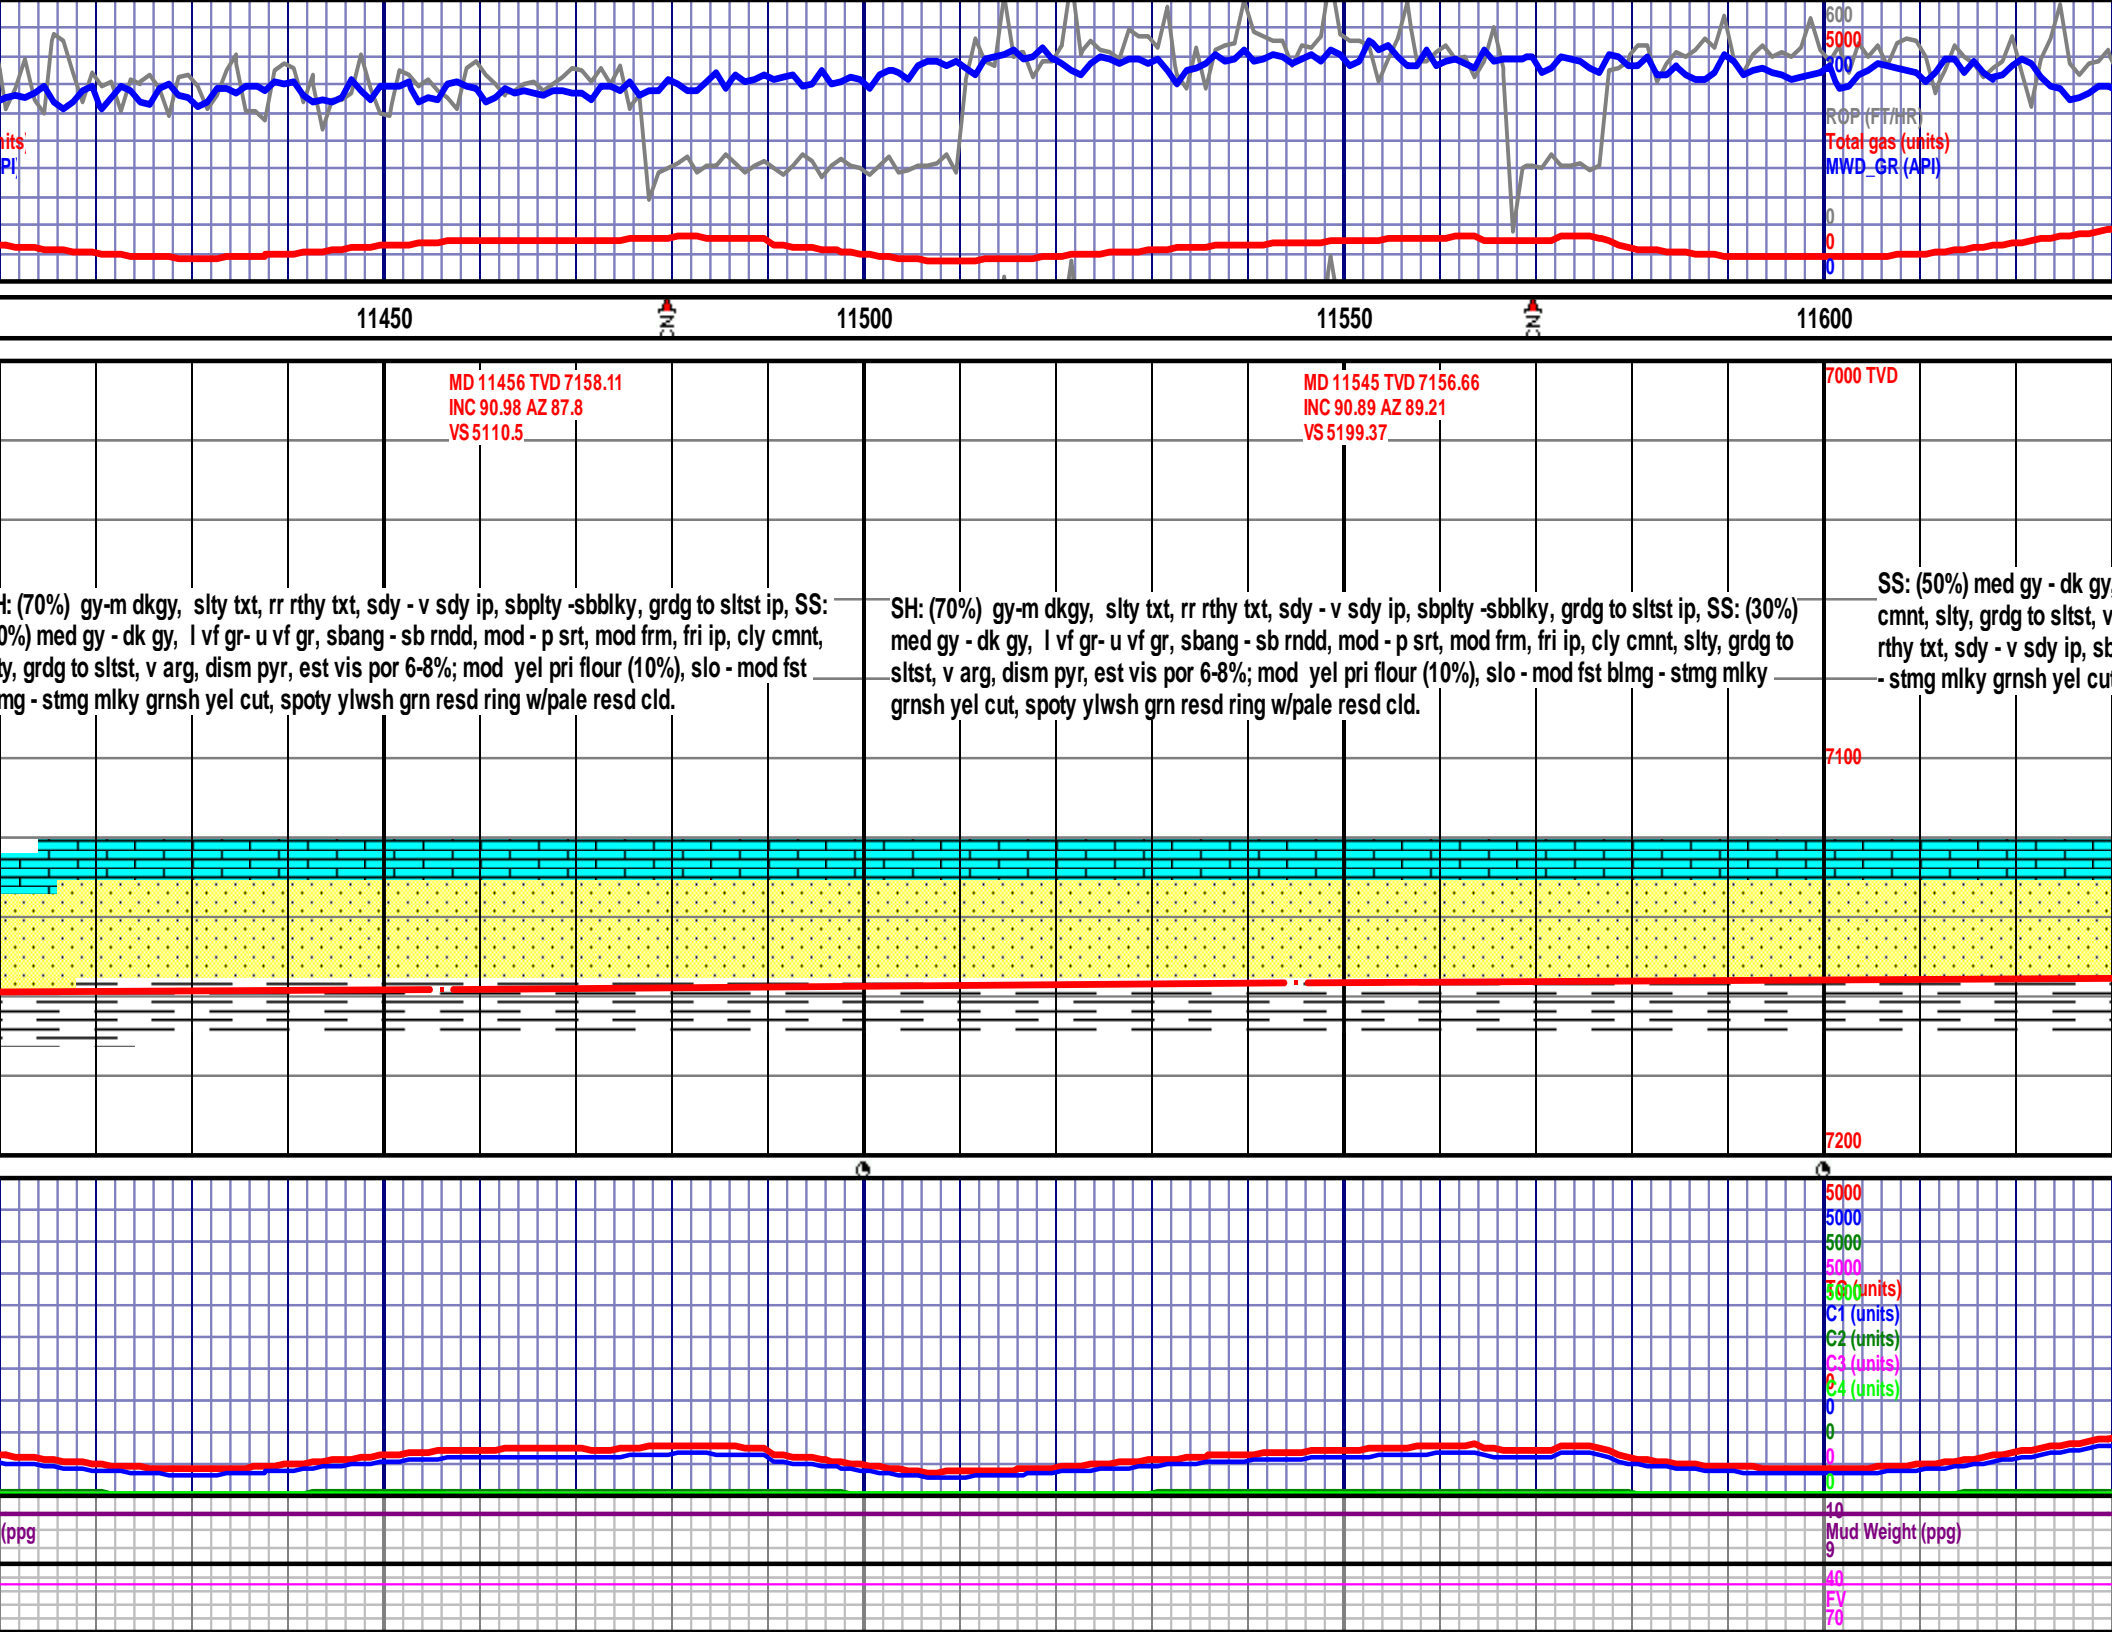 600
5000
200
ROP (FT/HR)
Total gas (units)
MWD_GR (API)
nits)
PI)
0
0
0
11450
CN
11500
11550
CN
11600
MD 11456 TVD 7158.11
INC 90.98 AZ 87.8
VS 5110.5
MD 11545 TVD 7156.66
INC 90.89 AZ 89.21
VS 5199.37
7000 TVD
H: (70%) gy-m dkgy, slty txt, rr rthy txt, sdy - v sdy ip, sbplty -sbblky, grdg to sltst ip, SS:
0%) med gy - dk gy, l vf gr- u vf gr, sbang - sb rndd, mod - p srt, mod frm, fri ip, cly cmnt,
ty, grdg to sltst, v arg, dism pyr, est vis por 6-8%; mod yel pri flour (10%), slo - mod fst
mg - stmg mlky grnsh yel cut, spoty ylwsh grn resd ring w/pale resd cld.
SH: (70%) gy-m dkgy, slty txt, rr rthy txt, sdy - v sdy ip, sbplty -sbblky, grdg to sltst ip, SS: (30%)
med gy - dk gy, l vf gr- u vf gr, sbang - sb rndd, mod - p srt, mod frm, fri ip, cly cmnt, slty, grdg to
sltst, v arg, dism pyr, est vis por 6-8%; mod yel pri flour (10%), slo - mod fst blmg - stmg mlky
grnsh yel cut, spoty ylwsh grn resd ring w/pale resd cld.
SS: (50%) med gy - dk gy,
cmnt, slty, grdg to sltst, v
rthy txt, sdy - v sdy ip, sb
- stmg mlky grnsh yel cut
7100
7200
5000
5000
5000
5000
5000
TG (units)
C1 (units)
C2 (units)
C3 (units)
C4 (units)
0
0
0
0
0
(ppg
10
Mud Weight (ppg)
9
40
FV
70